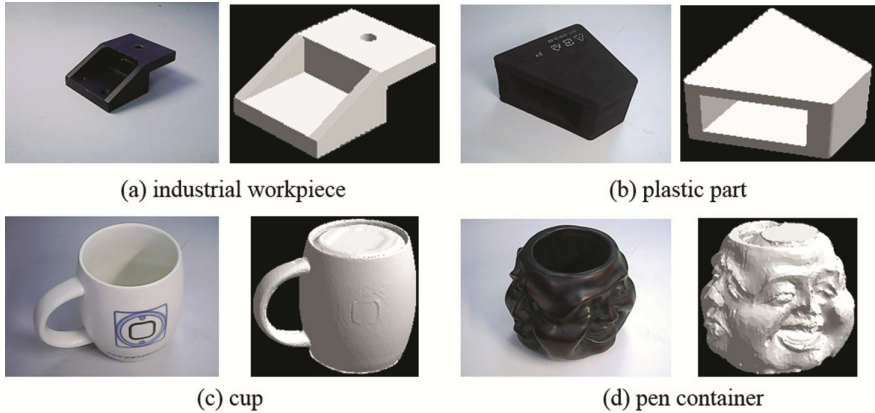 (a) industrial workpiece
(b) plastic part
(c) cup
(d) pen container